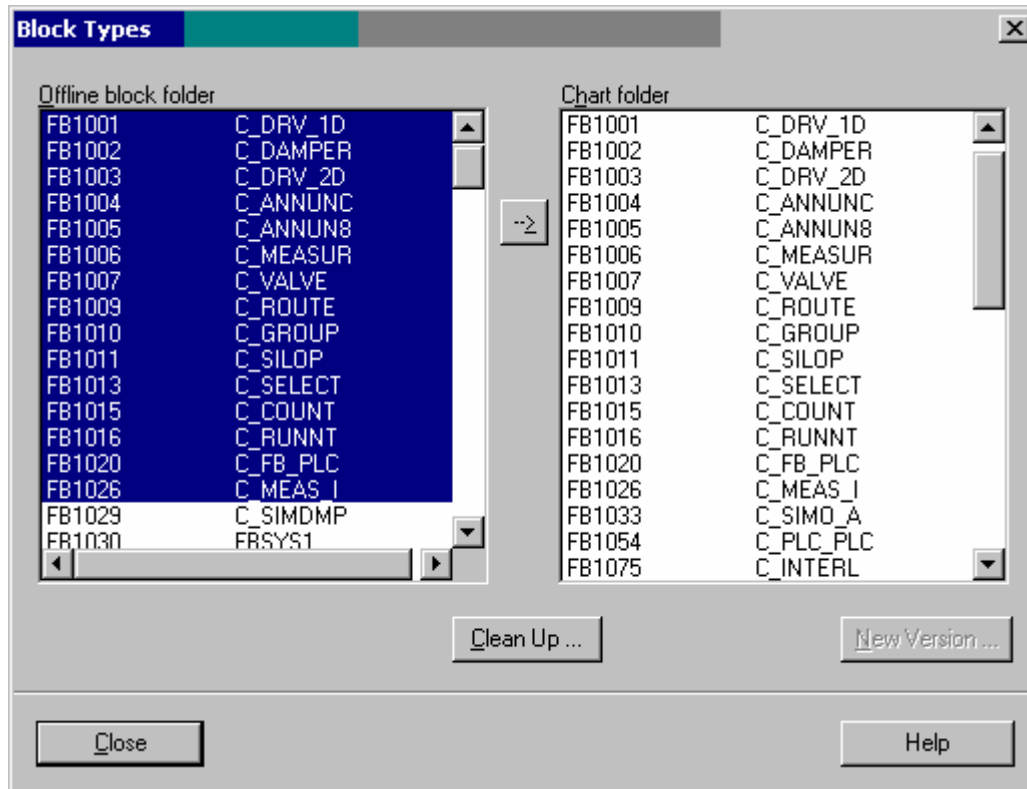 Block Types
Offline block folder
FB1001 C_DRV_1D
FB1002 C_DAMPER
FB1003 C_DRV_2D
FB1004 C_ANNUNC
FB1005 C_ANNUN8
FB1006 C_MEASUR
FB1007 C_VALVE
FB1009 C_ROUTE
FB1010 C_GROUP
FB1011 C_SILOP
FB1013 C_SELECT
FB1015 C_COUNT
FB1016 C_RUNNT
FB1020 C_FB_PLC
FB1026 C_MEAS_I
FB1029 C_SIMDMP
FB1030 FBSYS1
-->
Chart folder
FB1001 C_DRV_1D
FB1002 C_DAMPER
FB1003 C_DRV_2D
FB1004 C_ANNUNC
FB1005 C_ANNUN8
FB1006 C_MEASUR
FB1007 C_VALVE
FB1009 C_ROUTE
FB1010 C_GROUP
FB1011 C_SILOP
FB1013 C_SELECT
FB1015 C_COUNT
FB1016 C_RUNNT
FB1020 C_FB_PLC
FB1026 C_MEAS_I
FB1033 C_SIMO_A
FB1054 C_PLC_PLC
FB1075 C_INTERL
Clean Up ...
New Version ...
Close
Help